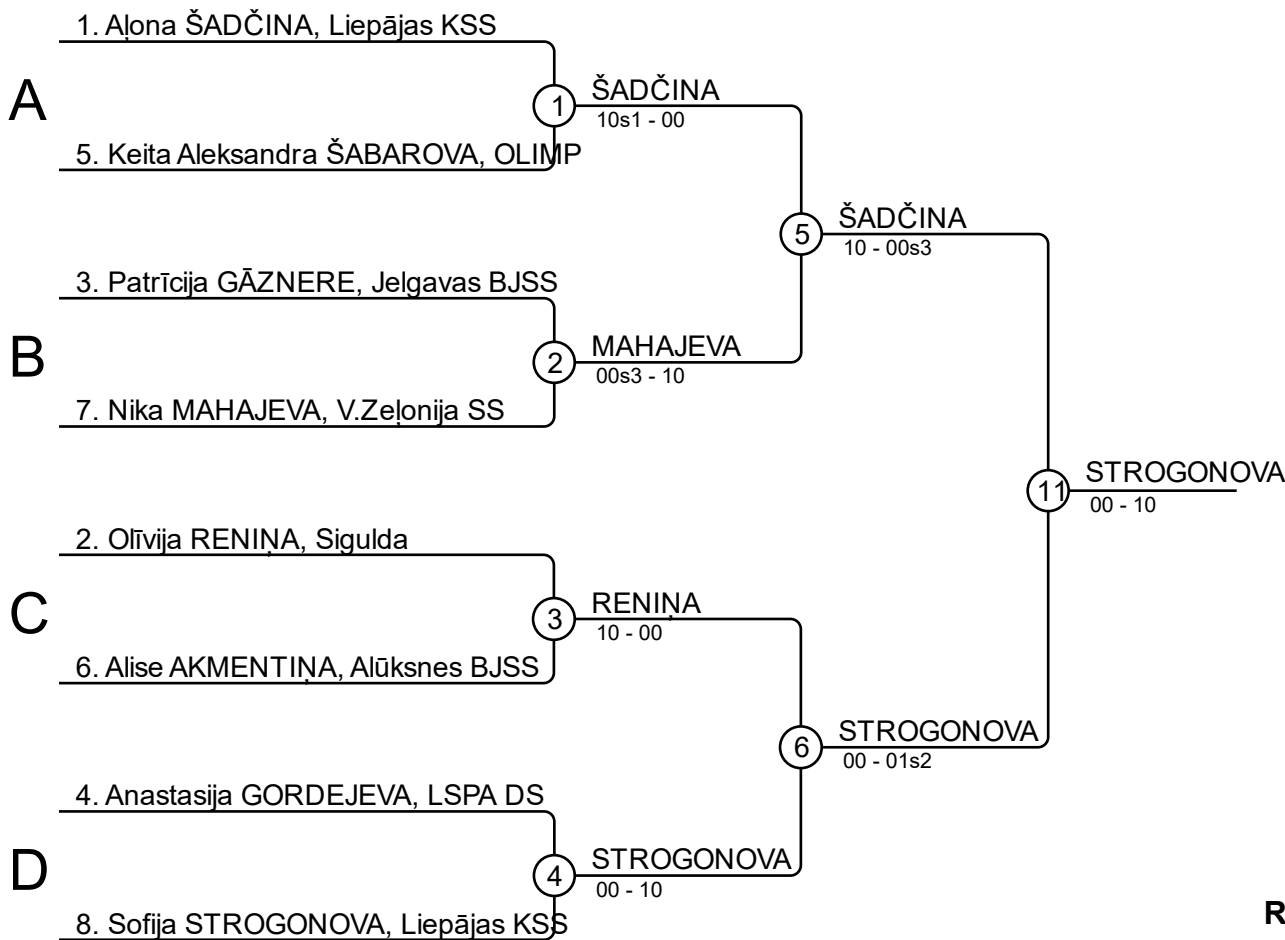 1. Aļona ŠADČINA, Liepājas KSS
A
1
ŠADČINA
10s1 - 00
5. Keita Aleksandra ŠABAROVA, OLIMP
5
ŠADČINA
10 - 00s3
3. Patrīcija GĀZNERE, Jelgavas BJSS
B
2
MAHAJEVA
00s3 - 10
7. Nika MAHAJEVA, V.Zeļonija SS
11
STROGONOVA
00 - 10
2. Olīvija RENIŅA, Sigulda
C
3
RENIŅA
10 - 00
6. Alise AKMENTIŅA, Alūksnes BJSS
6
STROGONOVA
00 - 01s2
4. Anastasija GORDEJEVA, LSPA DS
D
4
STROGONOVA
00 - 10
8. Sofija STROGONOVA, Liepājas KSS
R